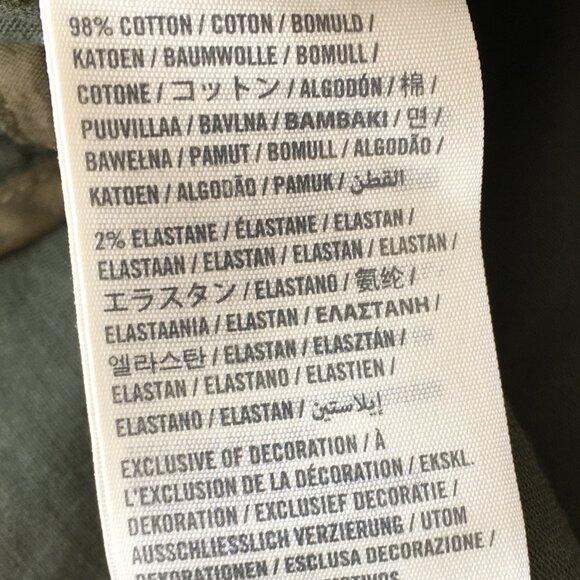 98% COTTON / COTON / BOMULD /
KATOEN / BAUMWOLLE / BOMULL /
COTONE / コットン / ALGODÓN / 棉 /
PUUVILLAA / BAVLNA / BAMBAKI / 면 /
BAWEŁNA / PAMUT / BOMULL / ALGODÃO /
KATOEN / ALGODÃO / PAMUK / القطن
2% ELASTANE / ÉLASTANE / ELASTAN /
ELASTAAN / ELASTAN / ELASTAN / ELASTAN /
エラスタン / ELASTANO / 氨纶 /
ELASTAANIA / ELASTAN / ΕΛΑΣΤΑΝΗ /
엘라스탄 / ELASTAN / ELASZTÁN /
ELASTAN / ELASTANO / ELASTIEN /
ELASTANO / ELASTAN / إيلاستين
EXCLUSIVE OF DECORATION / À
L'EXCLUSION DE LA DÉCORATION / EKSKL.
DEKORATION / EXCLUSIEF DECORATIE /
AUSSCHLIESSLICH VERZIERUNG / UTOM
DEKORATIONEN / ESCLUSA DECORAZIONE /